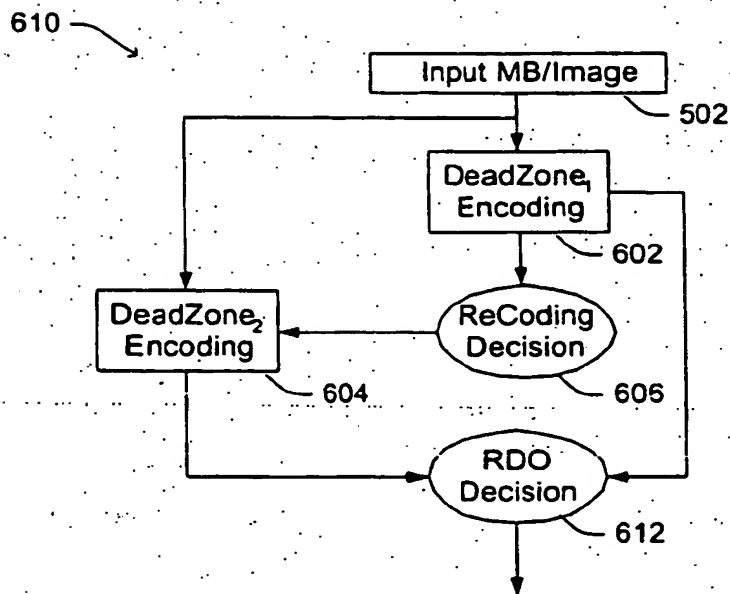 610
Input MB/Image
502
DeadZone₁
Encoding
602
DeadZone₂
Encoding
604
ReCoding
Decision
606
RDO
Decision
612